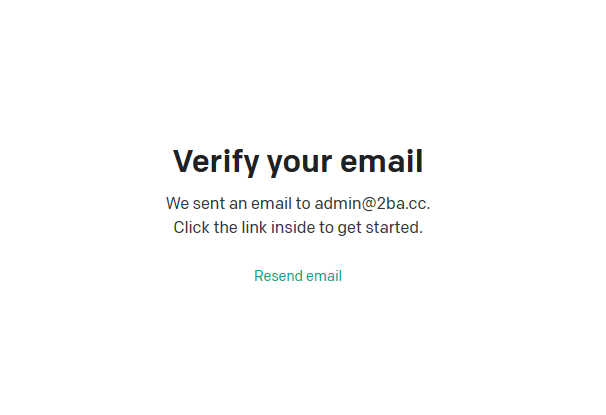 Verify your email
We sent an email to admin@2ba.cc.
Click the link inside to get started.
Resend email